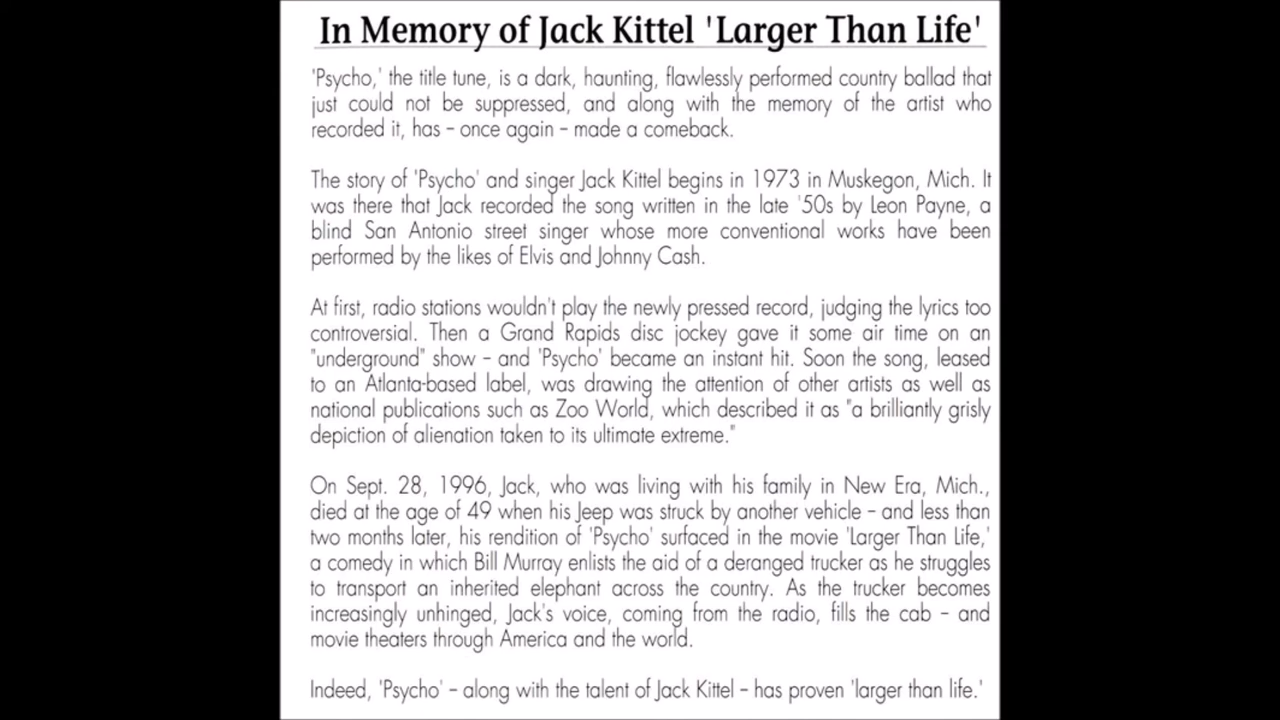 In Memory of Jack Kittel 'Larger Than Life'
'Psycho,' the title tune, is a dark, haunting, flawlessly performed country ballad that
just could not be suppressed, and along with the memory of the artist who
recorded it, has – once again – made a comeback.
The story of 'Psycho' and singer Jack Kittel begins in 1973 in Muskegon, Mich. It
was there that Jack recorded the song written in the late '50s by Leon Payne, a
blind San Antonio street singer whose more conventional works have been
performed by the likes of Elvis and Johnny Cash.
At first, radio stations wouldn't play the newly pressed record, judging the lyrics too
controversial. Then a Grand Rapids disc jockey gave it some air time on an
"underground" show – and 'Psycho' became an instant hit. Soon the song, leased
to an Atlanta-based label, was drawing the attention of other artists as well as
national publications such as Zoo World, which described it as "a brilliantly grisly
depiction of alienation taken to its ultimate extreme."
On Sept. 28, 1996, Jack, who was living with his family in New Era, Mich.,
died at the age of 49 when his Jeep was struck by another vehicle – and less than
two months later, his rendition of 'Psycho' surfaced in the movie 'Larger Than Life,'
a comedy in which Bill Murray enlists the aid of a deranged trucker as he struggles
to transport an inherited elephant across the country. As the trucker becomes
increasingly unhinged, Jack's voice, coming from the radio, fills the cab – and
movie theaters through America and the world.
Indeed, 'Psycho' – along with the talent of Jack Kittel – has proven 'larger than life.'